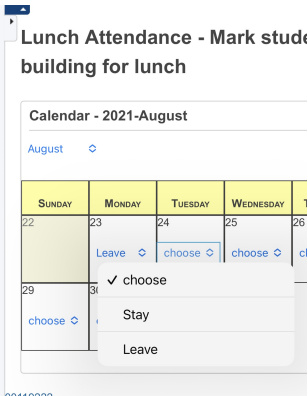 Lunch Attendance - Mark stude
building for lunch
Calendar - 2021-August
August
Sunday Monday Tuesday Wednesday
22 23 24 25 26
Leave choose choose
29
choose
choose
Stay
Leave